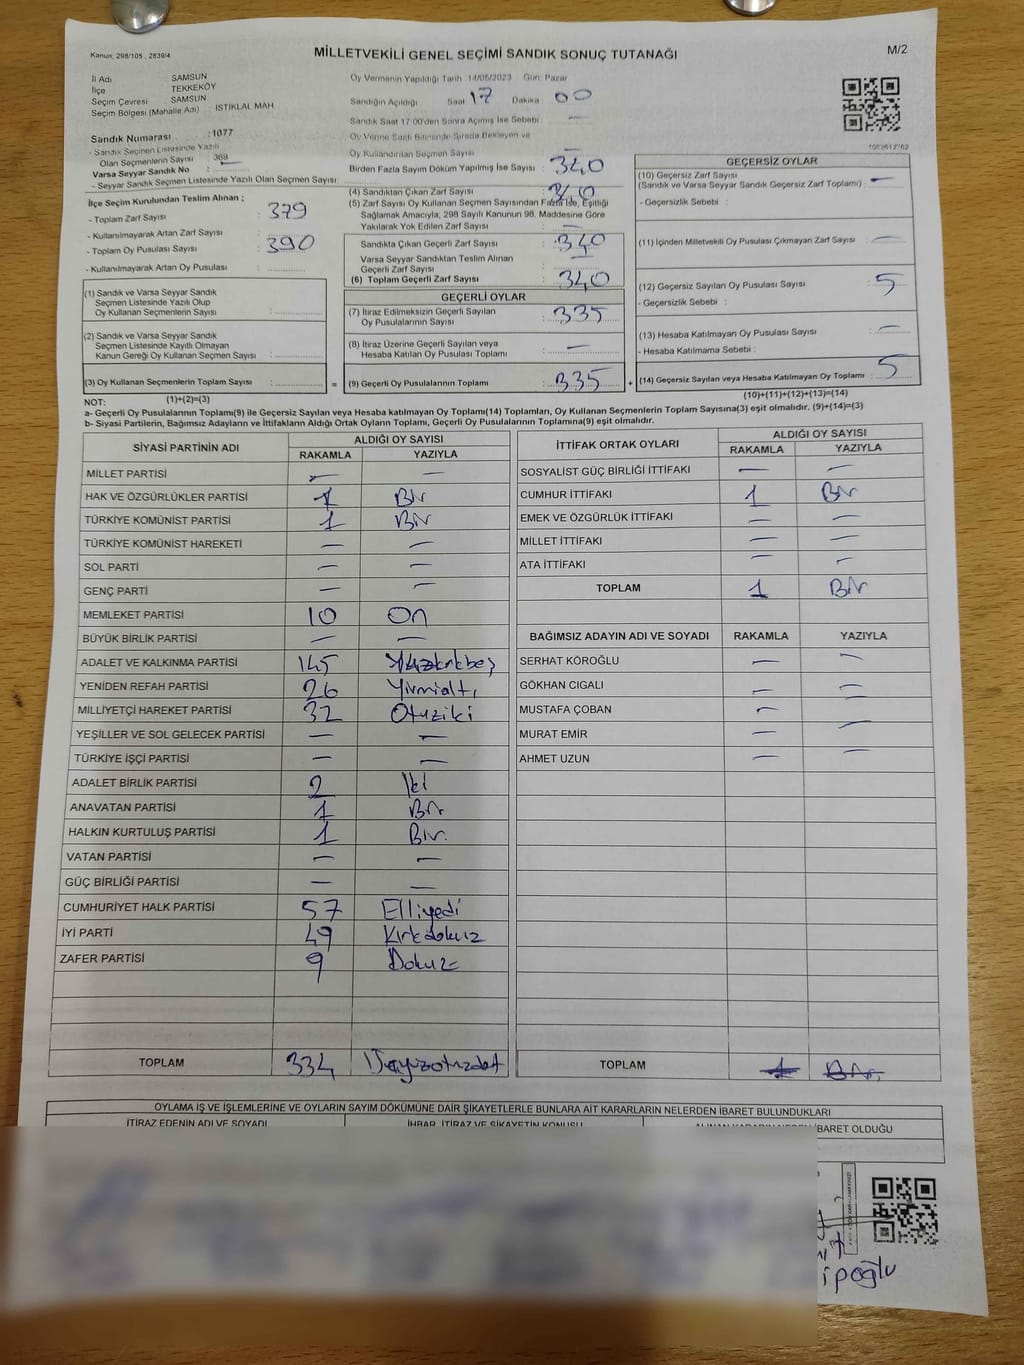 Kanun, 298/105 , 2839/4
MİLLETVEKİLİ GENEL SEÇİMİ SANDIK SONUÇ TUTANAĞI
M/2
İl Adı SAMSUN
İlçe TEKKEKÖY
Seçim Çevresi SAMSUN
Seçim Bölgesi (Mahalle Adı) : ISTIKLAL MAH
Oy Vermenin Yapıldığı Tarih 14/05/2023 Gün: Pazar
Sandığın Açıldığı Saat 17 Dakika 00
Sandık Saat 17:00'den Sonra Açımış İse Sebebi : —
Sandık Numarası : 1077
- Sandık Seçmen Listesinde Yazılı
Olan Seçmenlerin Sayısı : 369
Varsa Seyyar Sandık No
- Seyyar Sandık Seçmen Listesinde Yazılı Olan Seçmen Sayısı:
Oy Verme Saati Bitiminde Sırada Bekleyen ve
Oy Kullandırılan Seçmen Sayısı —
Birden Fazla Sayım Döküm Yapılmış İse Sayısı : 340
İlçe Seçim Kurulundan Teslim Alınan ;
- Toplam Zarf Sayısı : 379
- Kullanılmayarak Artan Zarf Sayısı :
- Toplam Oy Pusulası Sayısı : 390
- Kullanılmayarak Artan Oy Pusulası :
(4) Sandıktan Çıkan Zarf Sayısı : 340
(5) Zarf Sayısı Oy Kullanan Seçmen Sayısından Fazla İse, Eşitliği
Sağlamak Amacıyla, 298 Sayılı Kanunun 98. Maddesine Göre
Yakılarak Yok Edilen Zarf Sayısı :
Sandıkta Çıkan Geçerli Zarf Sayısı : 340
Varsa Seyyar Sandıktan Teslim Alınan
Geçerli Zarf Sayısı : —
(6) Toplam Geçerli Zarf Sayısı : 340
GEÇERLİ OYLAR
(7) İtiraz Edilmeksizin Geçerli Sayılan
Oy Pusulalarının Sayısı : 335
(8) İtiraz Üzerine Geçerli Sayılan veya
Hesaba Katılan Oy Pusulası Toplamı : —
(9) Geçerli Oy Pusulalarının Toplamı : 335
GEÇERSİZ OYLAR
(10) Geçersiz Zarf Sayısı
(Sandık ve Varsa Seyyar Sandık Geçersiz Zarf Toplamı) : —
- Geçersizlik Sebebi :
(11) İçinden Milletvekili Oy Pusulası Çıkmayan Zarf Sayısı : —
(12) Geçersiz Sayılan Oy Pusulası Sayısı : 5
- Geçersizlik Sebebi :
(13) Hesaba Katılmayan Oy Pusulası Sayısı : —
- Hesaba Katılmama Sebebi :
(14) Geçersiz Sayılan veya Hesaba Katılmayan Oy Toplamı : 5
(1) Sandık ve Varsa Seyyar Sandık
Seçmen Listesinde Yazılı Olup
Oy Kullanan Seçmenlerin Sayısı :
(2) Sandık ve Varsa Seyyar Sandık
Seçmen Listesinde Kayıtlı Olmayan
Kanun Gereği Oy Kullanan Seçmen Sayısı :
(3) Oy Kullanan Seçmenlerin Toplam Sayısı :
NOT: (1)+(2)=(3) (10)+(11)+(12)+(13)=(14)
a- Geçerli Oy Pusulalarının Toplamı(9) ile Geçersiz Sayılan veya Hesaba katılmayan Oy Toplamı(14) Toplamları, Oy Kullanan Seçmenlerin Toplam Sayısına(3) eşit olmalıdır. (9)+(14)=(3)
b- Siyasi Partilerin, Bağımsız Adayların ve İttifakların Aldığı Ortak Oyların Toplamı, Geçerli Oy Pusulalarının Toplamına(9) eşit olmalıdır.
SİYASİ PARTİNİN ADI ALDIĞI OY SAYISI
RAKAMLA YAZIYLA
MİLLET PARTİSİ — —
HAK VE ÖZGÜRLÜKLER PARTİSİ 1 Bir
TÜRKİYE KOMÜNİST PARTİSİ 1 Bir
TÜRKİYE KOMÜNİST HAREKETİ — —
SOL PARTİ — —
GENÇ PARTİ — —
MEMLEKET PARTİSİ 10 On
BÜYÜK BİRLİK PARTİSİ — —
ADALET VE KALKINMA PARTİSİ 145 Yüzkırkbeş
YENİDEN REFAH PARTİSİ 26 Yirmialtı
MİLLİYETÇİ HAREKET PARTİSİ 32 Otuziki
YEŞİLLER VE SOL GELECEK PARTİSİ — —
TÜRKİYE İŞÇİ PARTİSİ — —
ADALET BİRLİK PARTİSİ 2 İki
ANAVATAN PARTİSİ 1 Bir
HALKIN KURTULUŞ PARTİSİ 1 Bir
VATAN PARTİSİ — —
GÜÇ BİRLİĞİ PARTİSİ — —
CUMHURİYET HALK PARTİSİ 57 Elliyedi
İYİ PARTİ 49 Kırkdokuz
ZAFER PARTİSİ 9 Dokuz
TOPLAM 334 Üçyüzotuzdört
İTTİFAK ORTAK OYLARI ALDIĞI OY SAYISI
RAKAMLA YAZIYLA
SOSYALİST GÜÇ BİRLİĞİ İTTİFAKI — —
CUMHUR İTTİFAKI 1 Bir
EMEK VE ÖZGÜRLÜK İTTİFAKI — —
MİLLET İTTİFAKI — —
ATA İTTİFAKI — —
TOPLAM 1 Bir
BAĞIMSIZ ADAYIN ADI VE SOYADI RAKAMLA YAZIYLA
SERHAT KÖROĞLU — —
GÖKHAN CIGALI — —
MUSTAFA ÇOBAN — —
MURAT EMİR — —
AHMET UZUN — —
TOPLAM 1 Bir
OYLAMA İŞ VE İŞLEMLERİNE VE OYLARIN SAYIM DÖKÜMÜNE DAİR ŞİKAYETLERLE BUNLARA AİT KARARLARIN NELERDEN İBARET BULUNDUKLARI
İTİRAZ EDENİN ADI VE SOYADI İHBAR, İTİRAZ VE ŞİKAYETİN KONUSU ALINAN KARARIN NEDEN İBARET OLDUĞU
ipoğlu